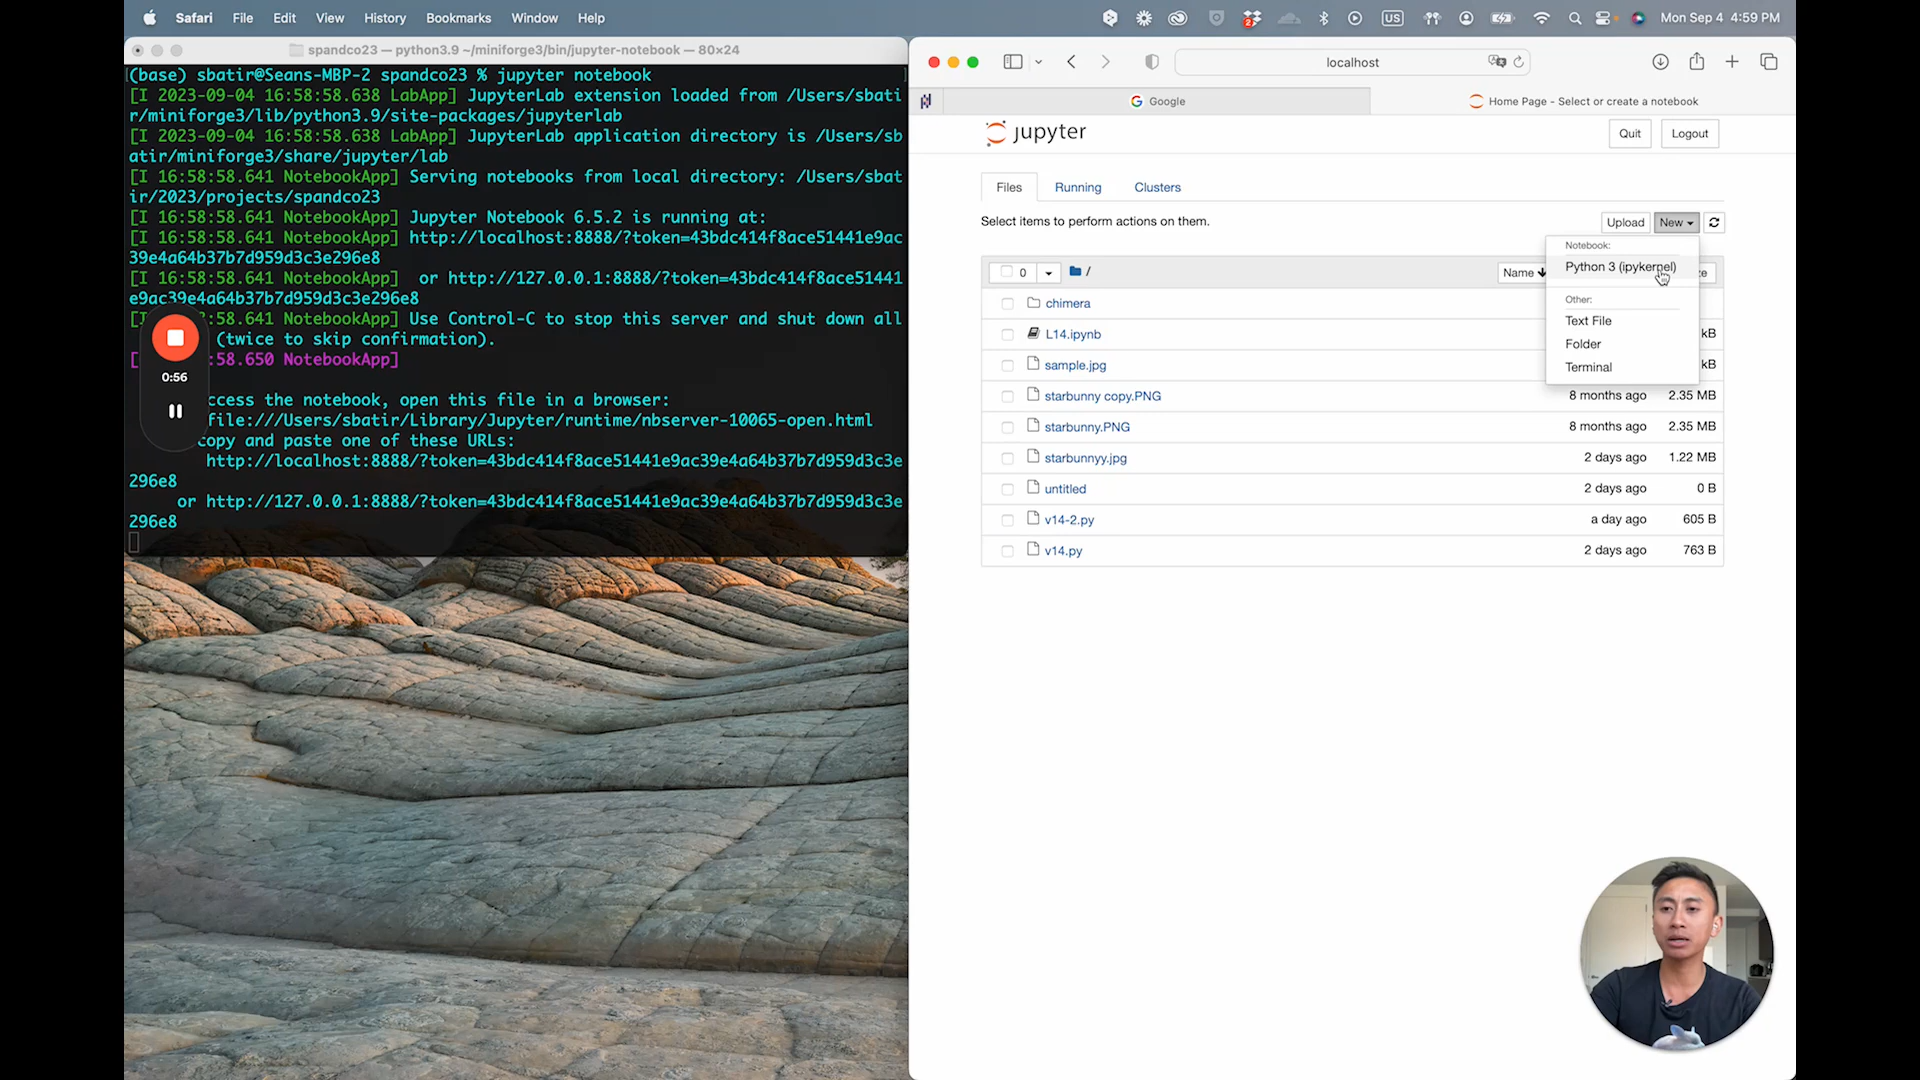 Safari File Edit View History Bookmarks Window Help
2
US
Mon Sep 4 4:59 PM
spandco23 — python3.9 ~/miniforge3/bin/jupyter-notebook — 80×24
(base) sbatir@Seans-MBP-2 spandco23 % jupyter notebook
[I 2023-09-04 16:58:58.638 LabApp] JupyterLab extension loaded from /Users/sbati
r/miniforge3/lib/python3.9/site-packages/jupyterlab
[I 2023-09-04 16:58:58.638 LabApp] JupyterLab application directory is /Users/sb
atir/miniforge3/share/jupyter/lab
[I 16:58:58.641 NotebookApp] Serving notebooks from local directory: /Users/sbat
ir/2023/projects/spandco23
[I 16:58:58.641 NotebookApp] Jupyter Notebook 6.5.2 is running at:
[I 16:58:58.641 NotebookApp] http://localhost:8888/?token=43bdc414f8ace51441e9ac
39e4a64b37b7d959d3c3e296e8
[I 16:58:58.641 NotebookApp]  or http://127.0.0.1:8888/?token=43bdc414f8ace51441
e9ac39e4a64b37b7d959d3c3e296e8
[I :58.641 NotebookApp] Use Control-C to stop this server and shut down all
(twice to skip confirmation).
[ :58.650 NotebookApp]
ccess the notebook, open this file in a browser:
file:///Users/sbatir/Library/Jupyter/runtime/nbserver-10065-open.html
copy and paste one of these URLs:
http://localhost:8888/?token=43bdc414f8ace51441e9ac39e4a64b37b7d959d3c3e
296e8
or http://127.0.0.1:8888/?token=43bdc414f8ace51441e9ac39e4a64b37b7d959d3c3e
296e8
0:56
localhost
Google
Home Page - Select or create a notebook
jupyter
Quit
Logout
Files Running Clusters
Select items to perform actions on them.
Upload New
Notebook:
Python 3 (ipykernel)
Other:
Text File
Folder
Terminal
0
/
Name
ze
chimera
L14.ipynb kB
sample.jpg kB
starbunny copy.PNG 8 months ago 2.35 MB
starbunny.PNG 8 months ago 2.35 MB
starbunnyy.jpg 2 days ago 1.22 MB
untitled 2 days ago 0 B
v14-2.py a day ago 605 B
v14.py 2 days ago 763 B